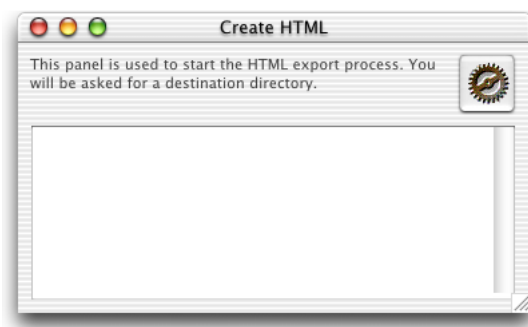 Create HTML
This panel is used to start the HTML export process. You
will be asked for a destination directory.